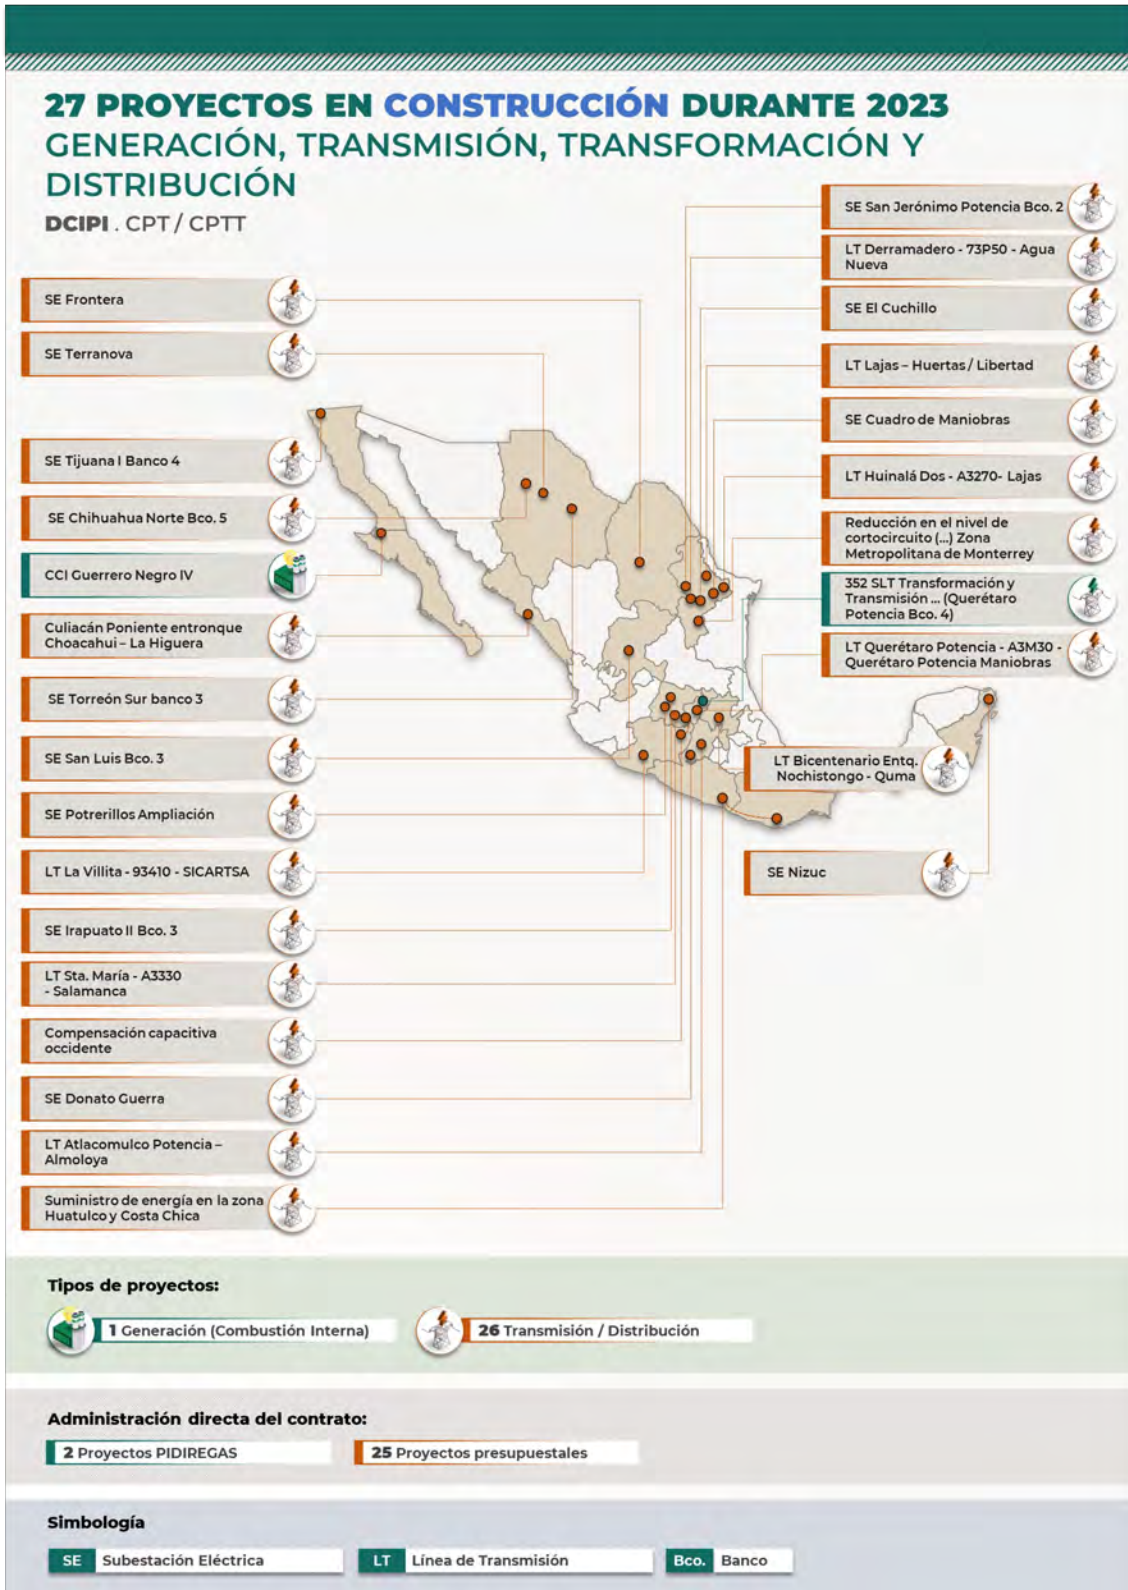 27 PROYECTOS EN CONSTRUCCIÓN DURANTE 2023
GENERACIÓN, TRANSMISIÓN, TRANSFORMACIÓN Y
DISTRIBUCIÓN
DCIPI . CPT / CPTT
SE Frontera
SE Terranova
SE Tijuana I Banco 4
SE Chihuahua Norte Bco. 5
CCI Guerrero Negro IV
Culiacán Poniente entronque
Choacahui – La Higuera
SE Torreón Sur banco 3
SE San Luis Bco. 3
SE Potrerillos Ampliación
LT La Villita - 93410 - SICARTSA
SE Irapuato II Bco. 3
LT Sta. María - A3330
- Salamanca
Compensación capacitiva
occidente
SE Donato Guerra
LT Atlacomulco Potencia –
Almoloya
Suministro de energía en la zona
Huatulco y Costa Chica
SE San Jerónimo Potencia Bco. 2
LT Derramadero - 73P50 - Agua
Nueva
SE El Cuchillo
LT Lajas – Huertas / Libertad
SE Cuadro de Maniobras
LT Huinalá Dos - A3270- Lajas
Reducción en el nivel de
cortocircuito (...) Zona
Metropolitana de Monterrey
352 SLT Transformación y
Transmisión ... (Querétaro
Potencia Bco. 4)
LT Querétaro Potencia - A3M30 -
Querétaro Potencia Maniobras
LT Bicentenario Entq.
Nochistongo - Quma
SE Nizuc
Tipos de proyectos:
1 Generación (Combustión Interna)
26 Transmisión / Distribución
Administración directa del contrato:
2 Proyectos PIDIREGAS
25 Proyectos presupuestales
Simbología
SE Subestación Eléctrica
LT Línea de Transmisión
Bco. Banco